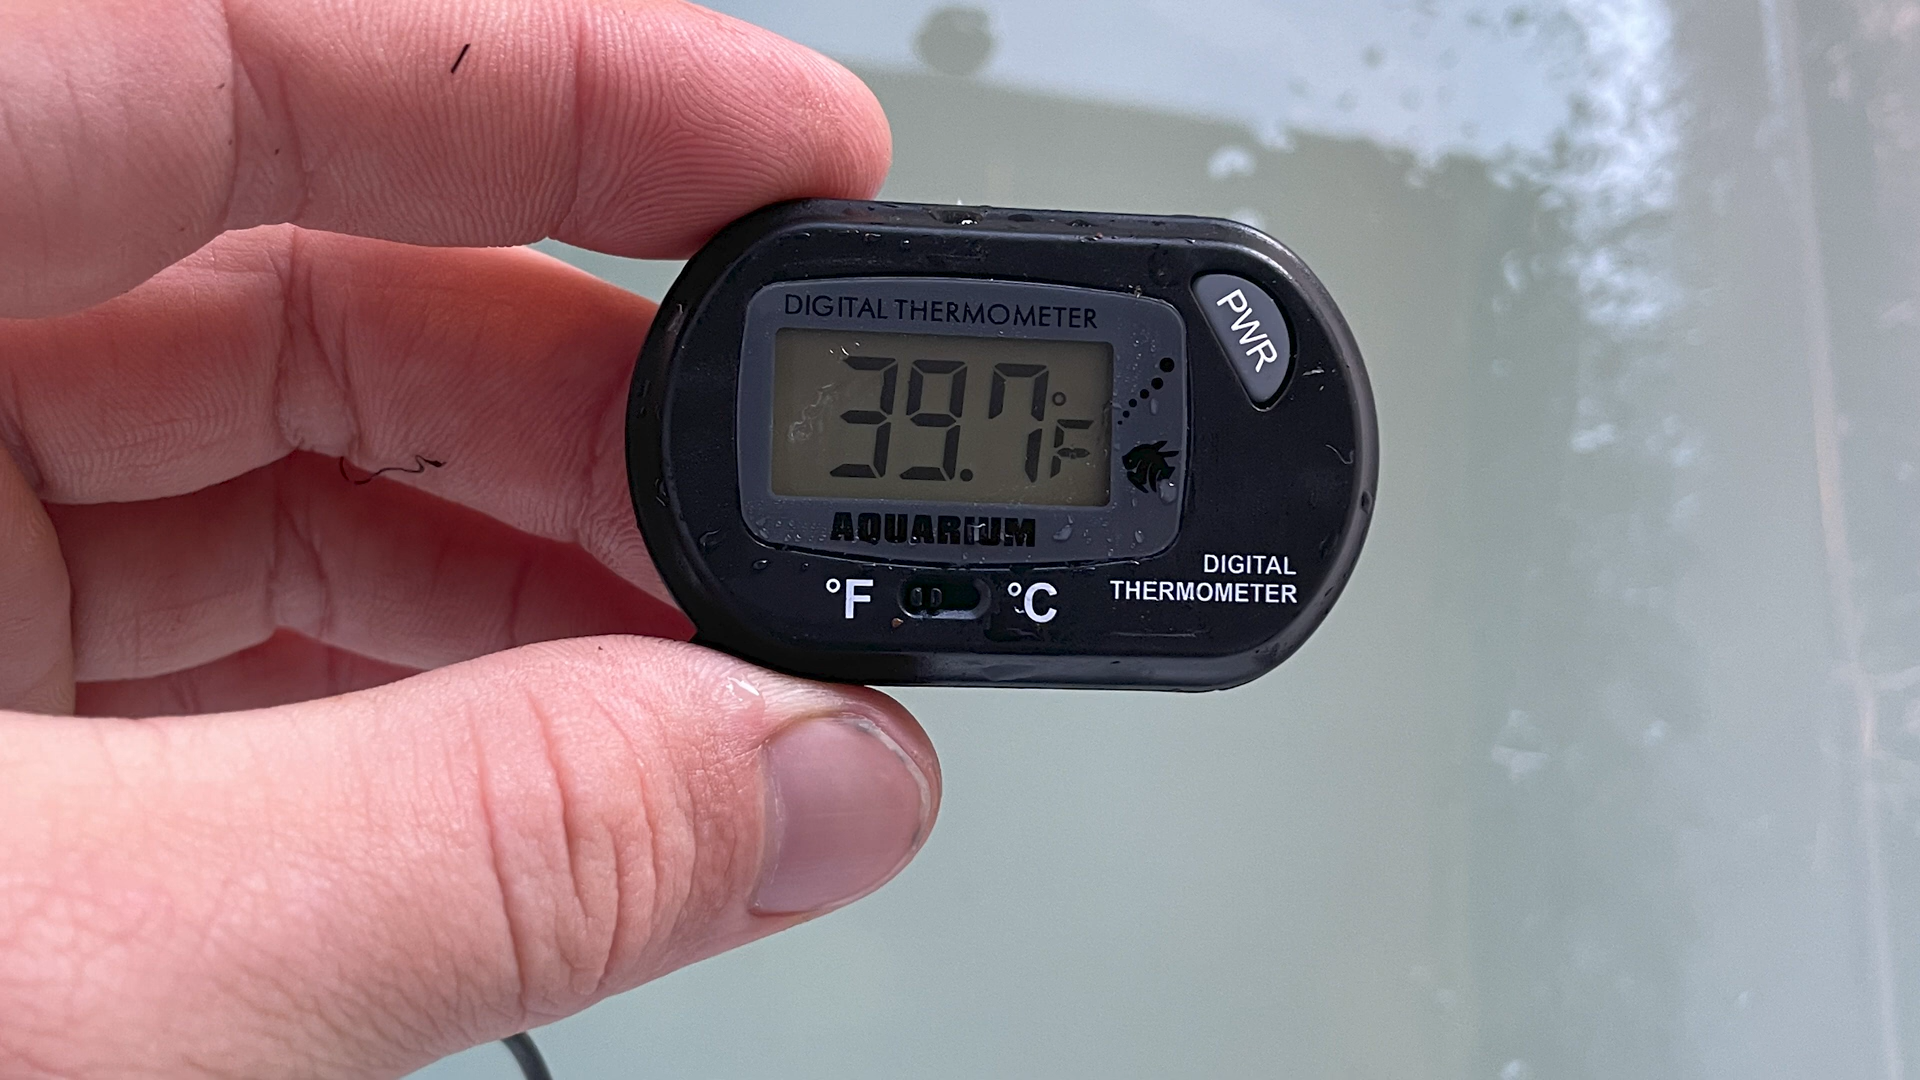 DIGITAL THERMOMETER
39.7°F
AQUARIUM
°F °C
PWR
DIGITAL
THERMOMETER